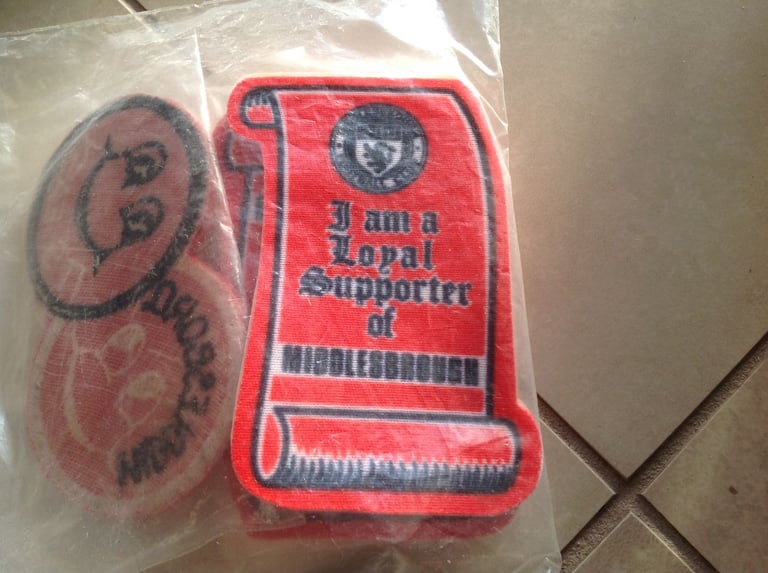 I am a
Loyal
Supporter
of
MIDDLESBROUGH